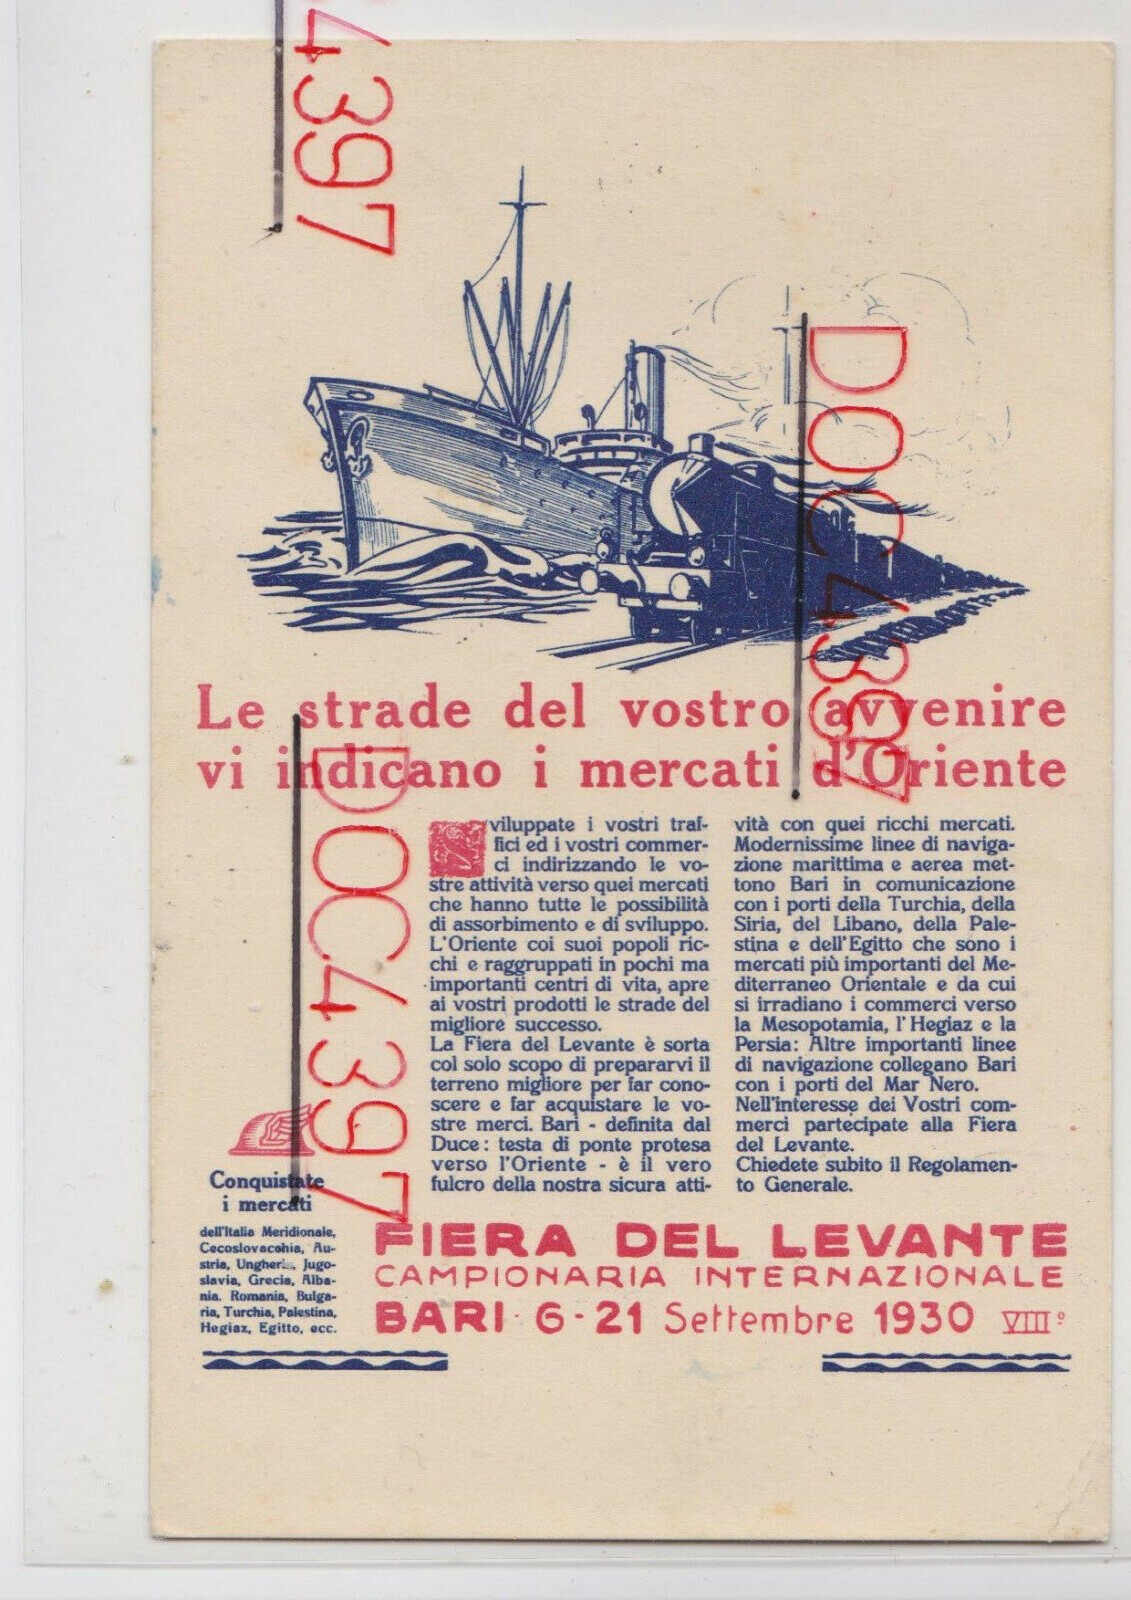 4397
DOC4397
Le strade del vostro avvenire
vi indicano i mercati d'Oriente
DOC4397
Sviluppate i vostri traf-
fici ed i vostri commer-
ci indirizzando le vo-
stre attività verso quei mercati
che hanno tutte le possibilità
di assorbimento e di sviluppo.
L'Oriente coi suoi popoli ric-
chi e raggruppati in pochi ma
importanti centri di vita, apre
ai vostri prodotti le strade del
migliore successo.
La Fiera del Levante è sorta
col solo scopo di prepararvi il
terreno migliore per far cono-
scere e far acquistare le vo-
stre merci. Bari - definita dal
Duce: testa di ponte protesa
verso l'Oriente - è il vero
fulcro della nostra sicura atti-
vità con quei ricchi mercati.
Modernissime linee di naviga-
zione marittima e aerea met-
tono Bari in comunicazione
con i porti della Turchia, della
Siria, del Libano, della Pale-
stina e dell'Egitto che sono i
mercati più importanti del Me-
diterraneo Orientale e da cui
si irradiano i commerci verso
la Mesopotamia, l'Hegiaz e la
Persia: Altre importanti linee
di navigazione collegano Bari
con i porti del Mar Nero.
Nell'interesse dei Vostri com-
merci partecipate alla Fiera
del Levante.
Chiedete subito il Regolamen-
to Generale.
Conquistate
i mercati
dell'Italia Meridionale,
Cecoslovacchia, Au-
stria, Ungheria, Jugo-
slavia, Grecia, Alba-
nia. Romania, Bulga-
ria, Turchia, Palestina,
Hegiaz, Egitto, ecc.
FIERA DEL LEVANTE
CAMPIONARIA INTERNAZIONALE
BARI · 6-21 Settembre 1930 VIIIº